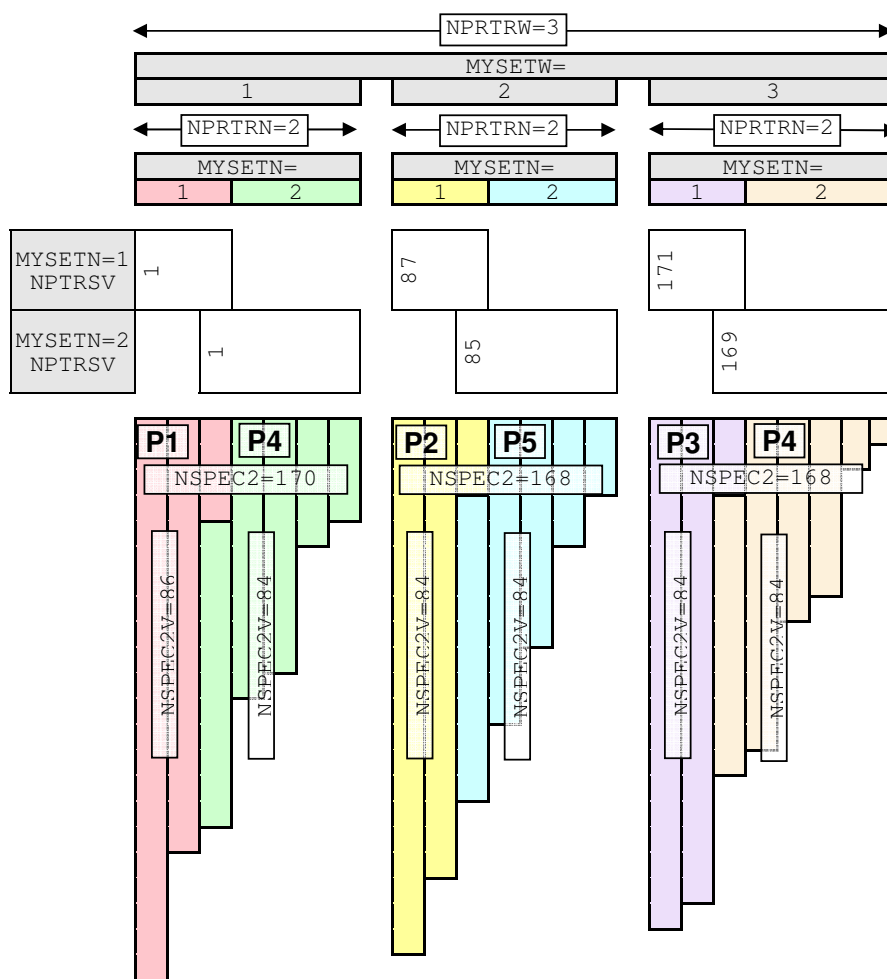 NPRTRW=3
MYSETW=
1 2 3
NPRTRN=2 NPRTRN=2 NPRTRN=2
MYSETN= MYSETN= MYSETN=
1 2 1 2 1 2
MYSETN=1
NPTRSV
1 87 171
MYSETN=2
NPTRSV
1 85 169
P1 P4 P2 P5 P3 P4
NSPEC2=170 NSPEC2=168 NSPEC2=168
NSPEC2V=86 NSPEC2V=84 NSPEC2V=84 NSPEC2V=84 NSPEC2V=84 NSPEC2V=84